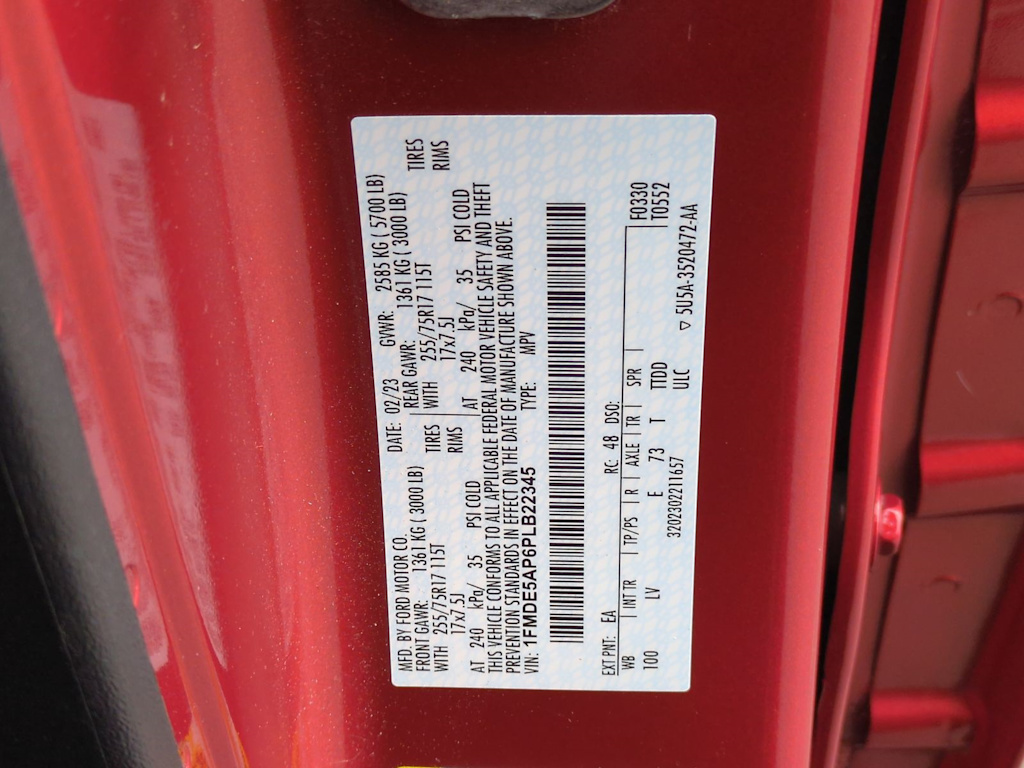 MFD. BY FORD MOTOR CO.
DATE: 02/23 GVWR: 2585 KG ( 5700 LB)
FRONT GAWR: 1361 KG ( 3000 LB)
REAR GAWR: 1361 KG ( 3000 LB)
WITH 255/75R17 115T TIRES
WITH 255/75R17 115T TIRES
17x7.5J RIMS
17x7.5J RIMS
AT 240 kPa/ 35 PSI COLD
AT 240 kPa/ 35 PSI COLD
THIS VEHICLE CONFORMS TO ALL APPLICABLE FEDERAL MOTOR VEHICLE SAFETY AND THEFT
PREVENTION STANDARDS IN EFFECT ON THE DATE OF MANUFACTURE SHOWN ABOVE.
VIN: 1FMDE5AP6PLB22345 TYPE: MPV
EXT PNT: EA RC: 48 DSO: F0330
WB INT TR TP/PS R AXLE TR SPR T0552
100 LV E 73 T TTDD
ULC
3202302211657 ▽ 5U5A-3520472-AA